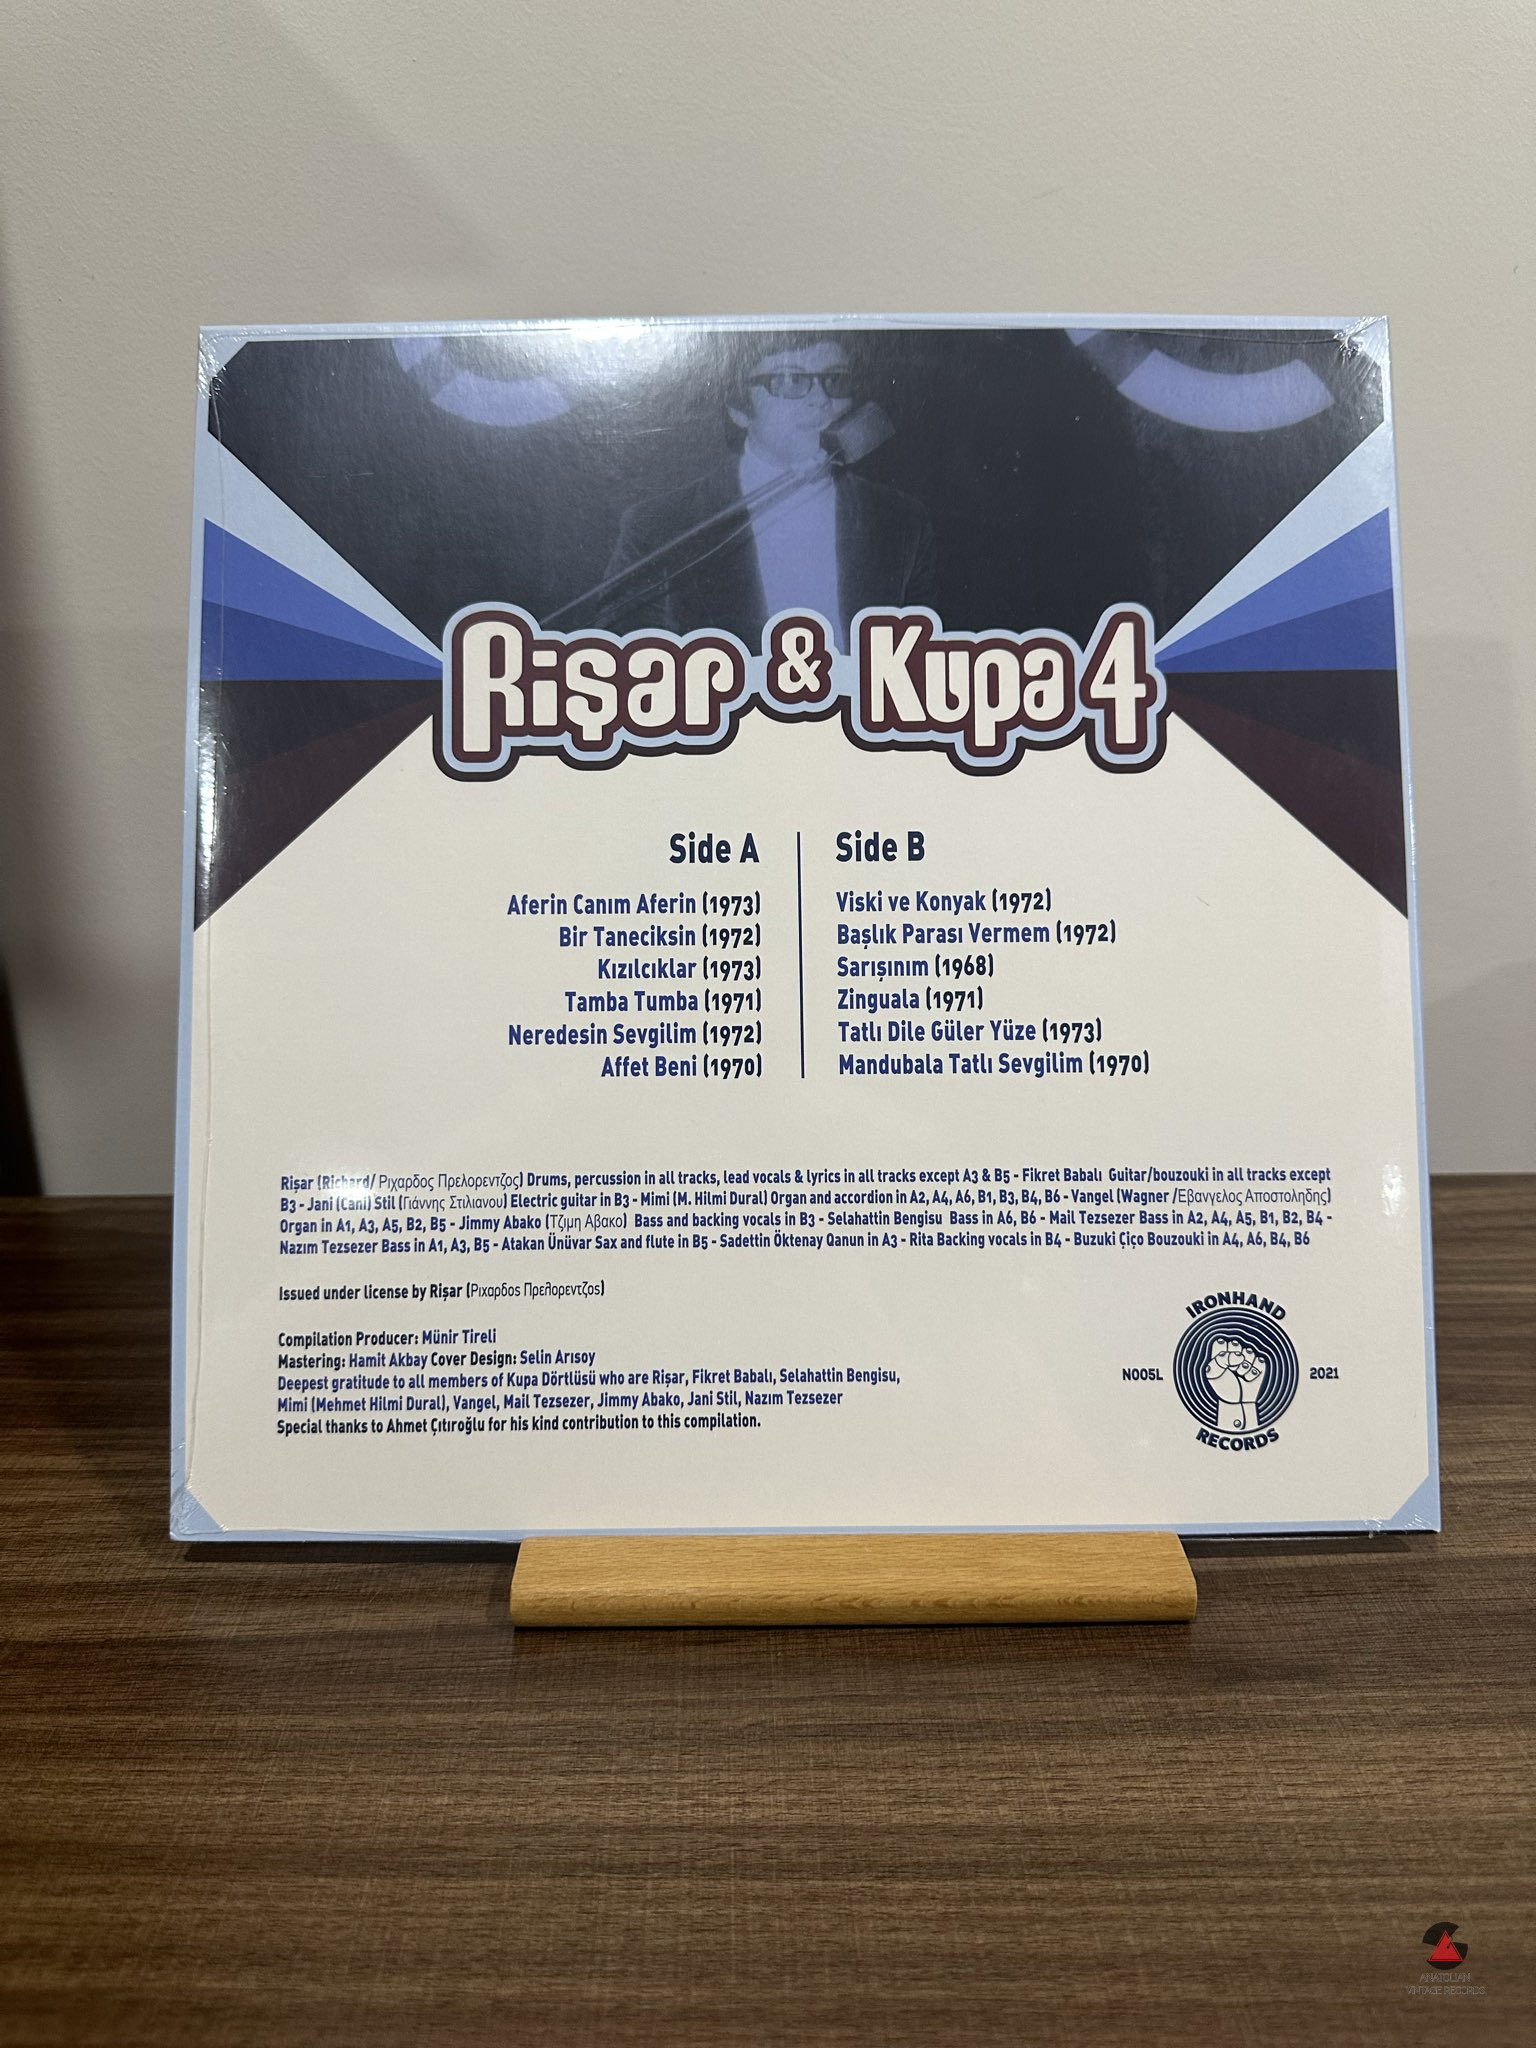 Rişar & Kupa 4
Side A
Aferin Canım Aferin (1973)
Bir Taneciksin (1972)
Kızılcıklar (1973)
Tamba Tumba (1971)
Neredesin Sevgilim (1972)
Affet Beni (1970)
Side B
Viski ve Konyak (1972)
Başlık Parası Vermem (1972)
Sarışınım (1968)
Zinguala (1971)
Tatlı Dile Güler Yüze (1973)
Mandubala Tatlı Sevgilim (1970)
Rişar (Richard/ Ριχαρδος Πρελορεντζος) Drums, percussion in all tracks, lead vocals & lyrics in all tracks except A3 & B5 - Fikret Babalı Guitar/bouzouki in all tracks except
B3 - Jani (Cani) Stil (Γιάννης Στιλιανου) Electric guitar in B3 - Mimi (M. Hilmi Dural) Organ and accordion in A2, A4, A6, B1, B3, B4, B6 - Vangel (Wagner /Εβανγελος Αποστοληδης)
Organ in A1, A3, A5, B2, B5 - Jimmy Abako (Τζιμη Αβακο) Bass and backing vocals in B3 - Selahattin Bengisu Bass in A6, B6 - Mail Tezsezer Bass in A2, A4, A5, B1, B2, B4 -
Nazım Tezsezer Bass in A1, A3, B5 - Atakan Ünüvar Sax and flute in B5 - Sadettin Öktenay Qanun in A3 - Rita Backing vocals in B4 - Buzuki Çiço Bouzouki in A4, A6, B4, B6
Issued under license by Rişar (Ριχαρδος Πρελορεντζος)
Compilation Producer: Münir Tireli
Mastering: Hamit Akbay Cover Design: Selin Arısoy
Deepest gratitude to all members of Kupa Dörtlüsü who are Rişar, Fikret Babalı, Selahattin Bengisu,
Mimi (Mehmet Hilmi Dural), Vangel, Mail Tezsezer, Jimmy Abako, Jani Stil, Nazım Tezsezer
Special thanks to Ahmet Çıtıroğlu for his kind contribution to this compilation.
IRONHAND
N005L
2021
RECORDS
ANATOLIAN
VINTAGE RECORDS